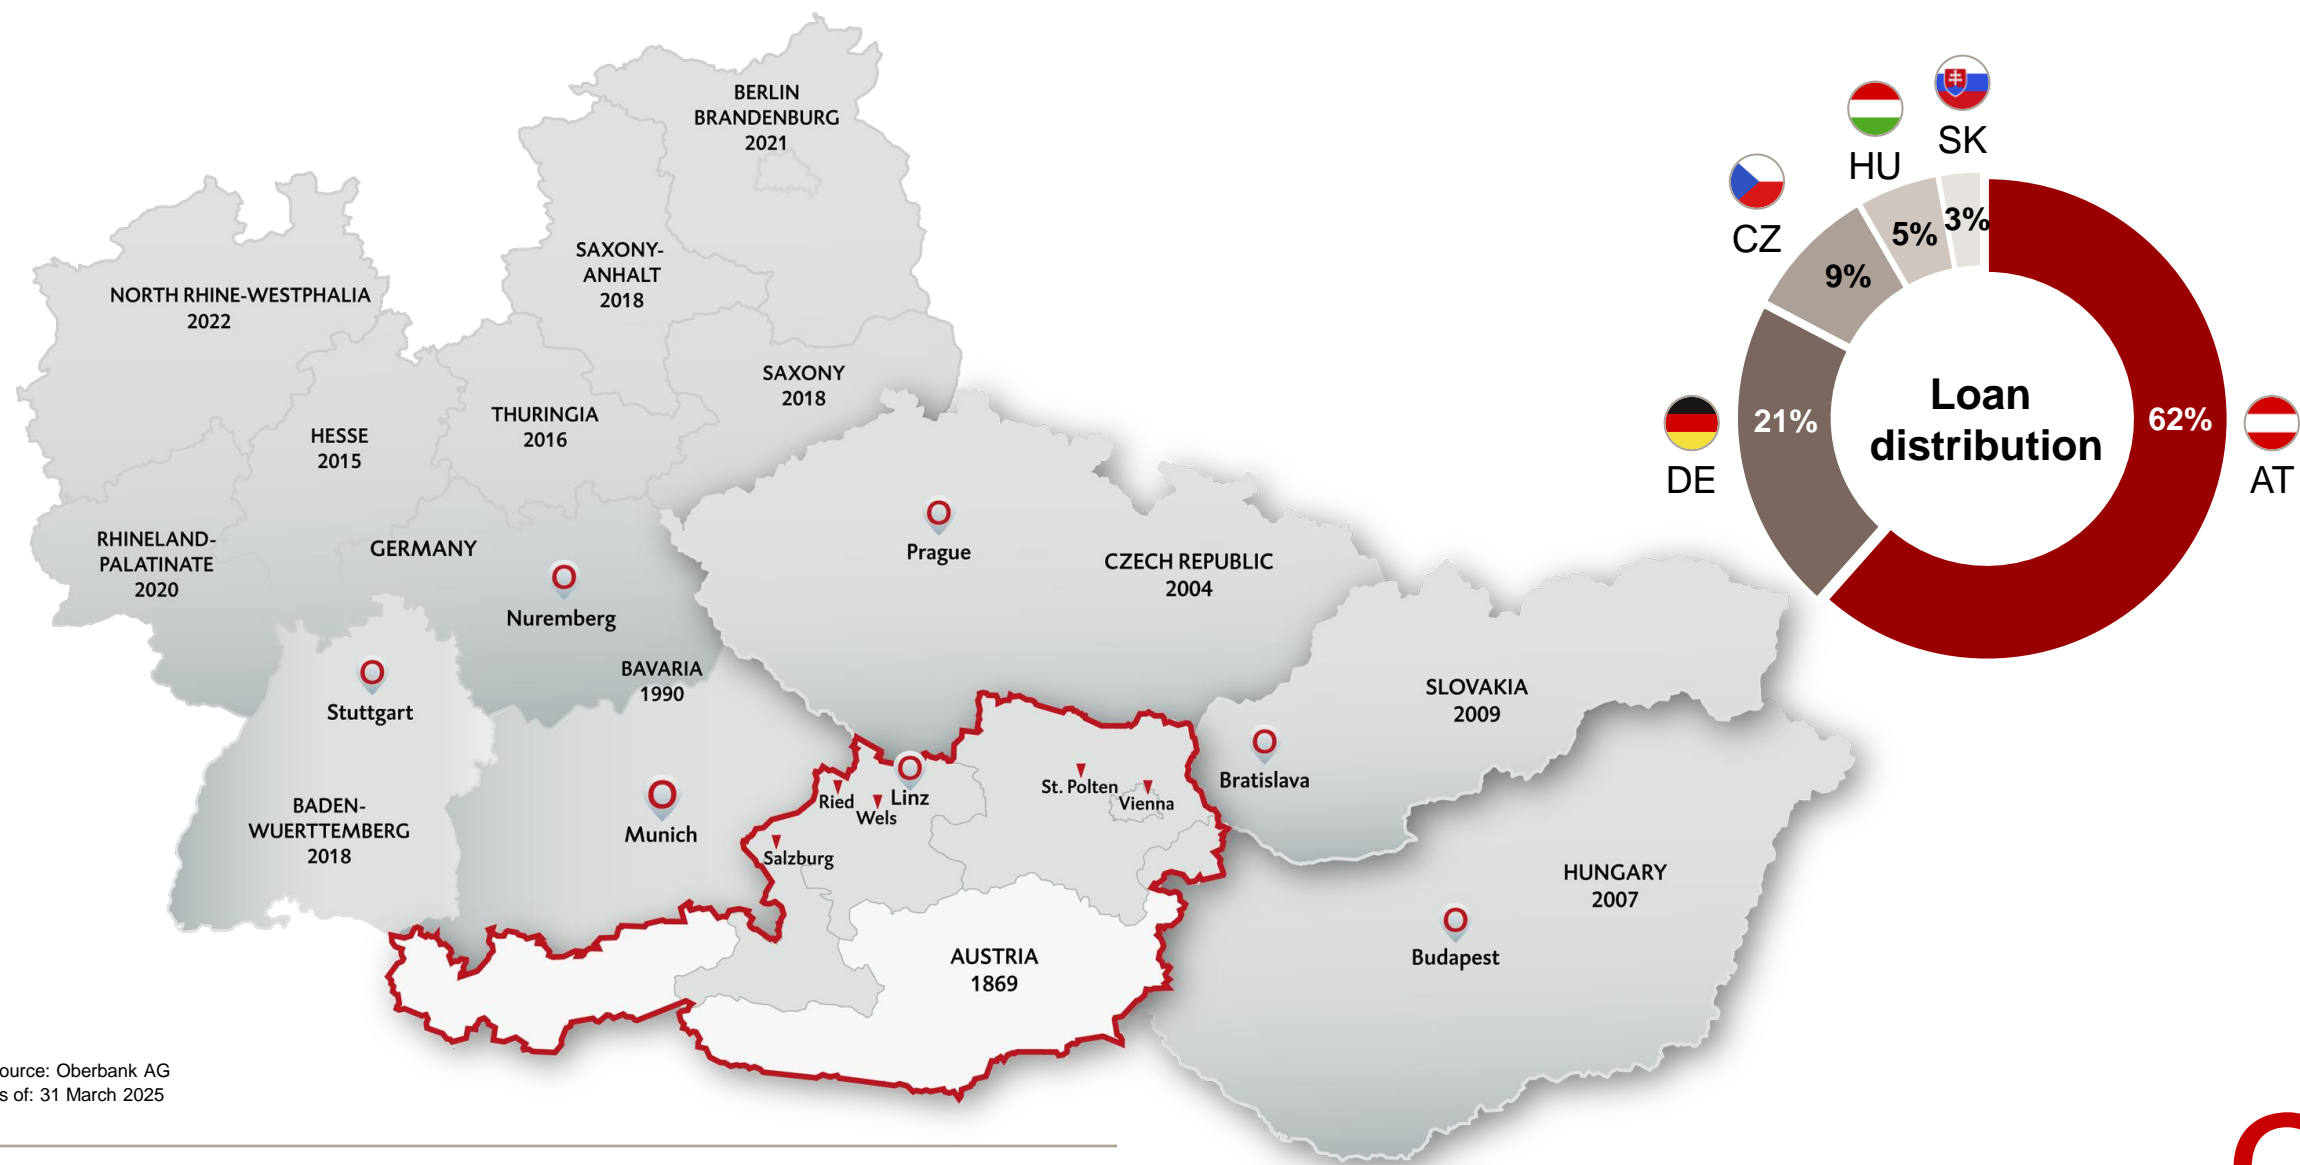 BERLIN
BRANDENBURG
2021
SAXONY-
ANHALT
2018
NORTH RHINE-WESTPHALIA
2022
SAXONY
2018
THURINGIA
2016
HESSE
2015
RHINELAND-
PALATINATE
2020
GERMANY
Nuremberg
BAVARIA
1990
Stuttgart
BADEN-
WUERTTEMBERG
2018
Munich
Prague
CZECH REPUBLIC
2004
SLOVAKIA
2009
Bratislava
HUNGARY
2007
Budapest
Ried
Wels
Linz
St. Polten
Vienna
Salzburg
AUSTRIA
1869
SK
HU
CZ
DE
AT
3%
5%
9%
21%
62%
Loan
distribution
ource: Oberbank AG
s of: 31 March 2025